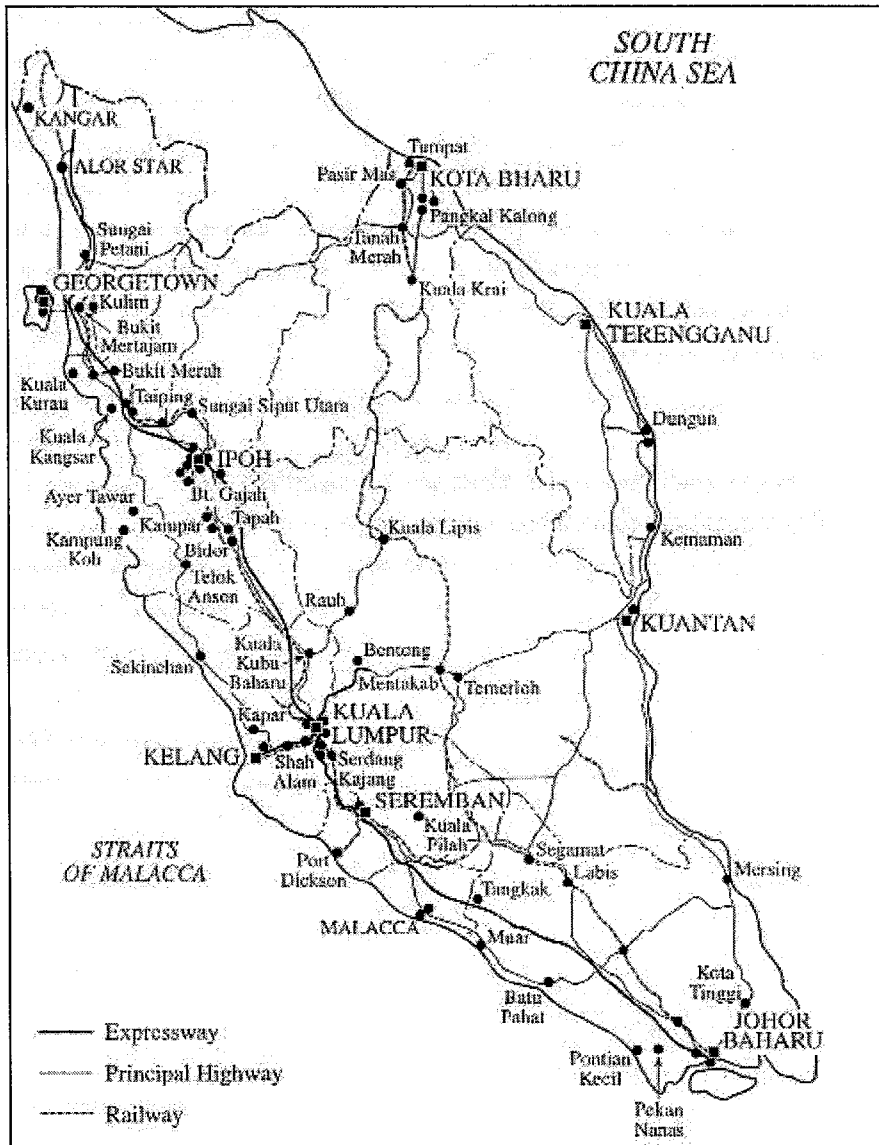 SOUTH
CHINA SEA
KANGAR
ALOR STAR
Tumpat
Pasir Mas
KOTA BHARU
Pangkal Kalong
Tanah
Merah
Sungai
Petani
GEORGETOWN
Kulim
Kuala Krai
Bukit
Mertajam
KUALA
TERENGGANU
Bukit Merah
Kuala
Kurau
Taiping
Sungai Siput Utara
Dungun
Kuala
Kangsar
IPOH
Bt. Gajah
Ayer Tawar
Kampar
Tapah
Kampung
Koh
Bidor
Kuala Lipis
Kemaman
Telok
Anson
Raub
KUANTAN
Kuala
Kubu
Baharu
Bentong
Sekinchan
Mentakab
Temerloh
Kapar
KUALA
LUMPUR
KELANG
Shah
Alam
Serdang
Kajang
SEREMBAN
Kuala
Pilah
STRAITS
OF MALACCA
Port
Dickson
Segamat
Labis
Mersing
Tangkak
MALACCA
Muar
Batu
Pahat
Kota
Tinggi
JOHOR
BAHARU
Pontian
Kecil
Pekan
Nanas
Expressway
Principal Highway
Railway